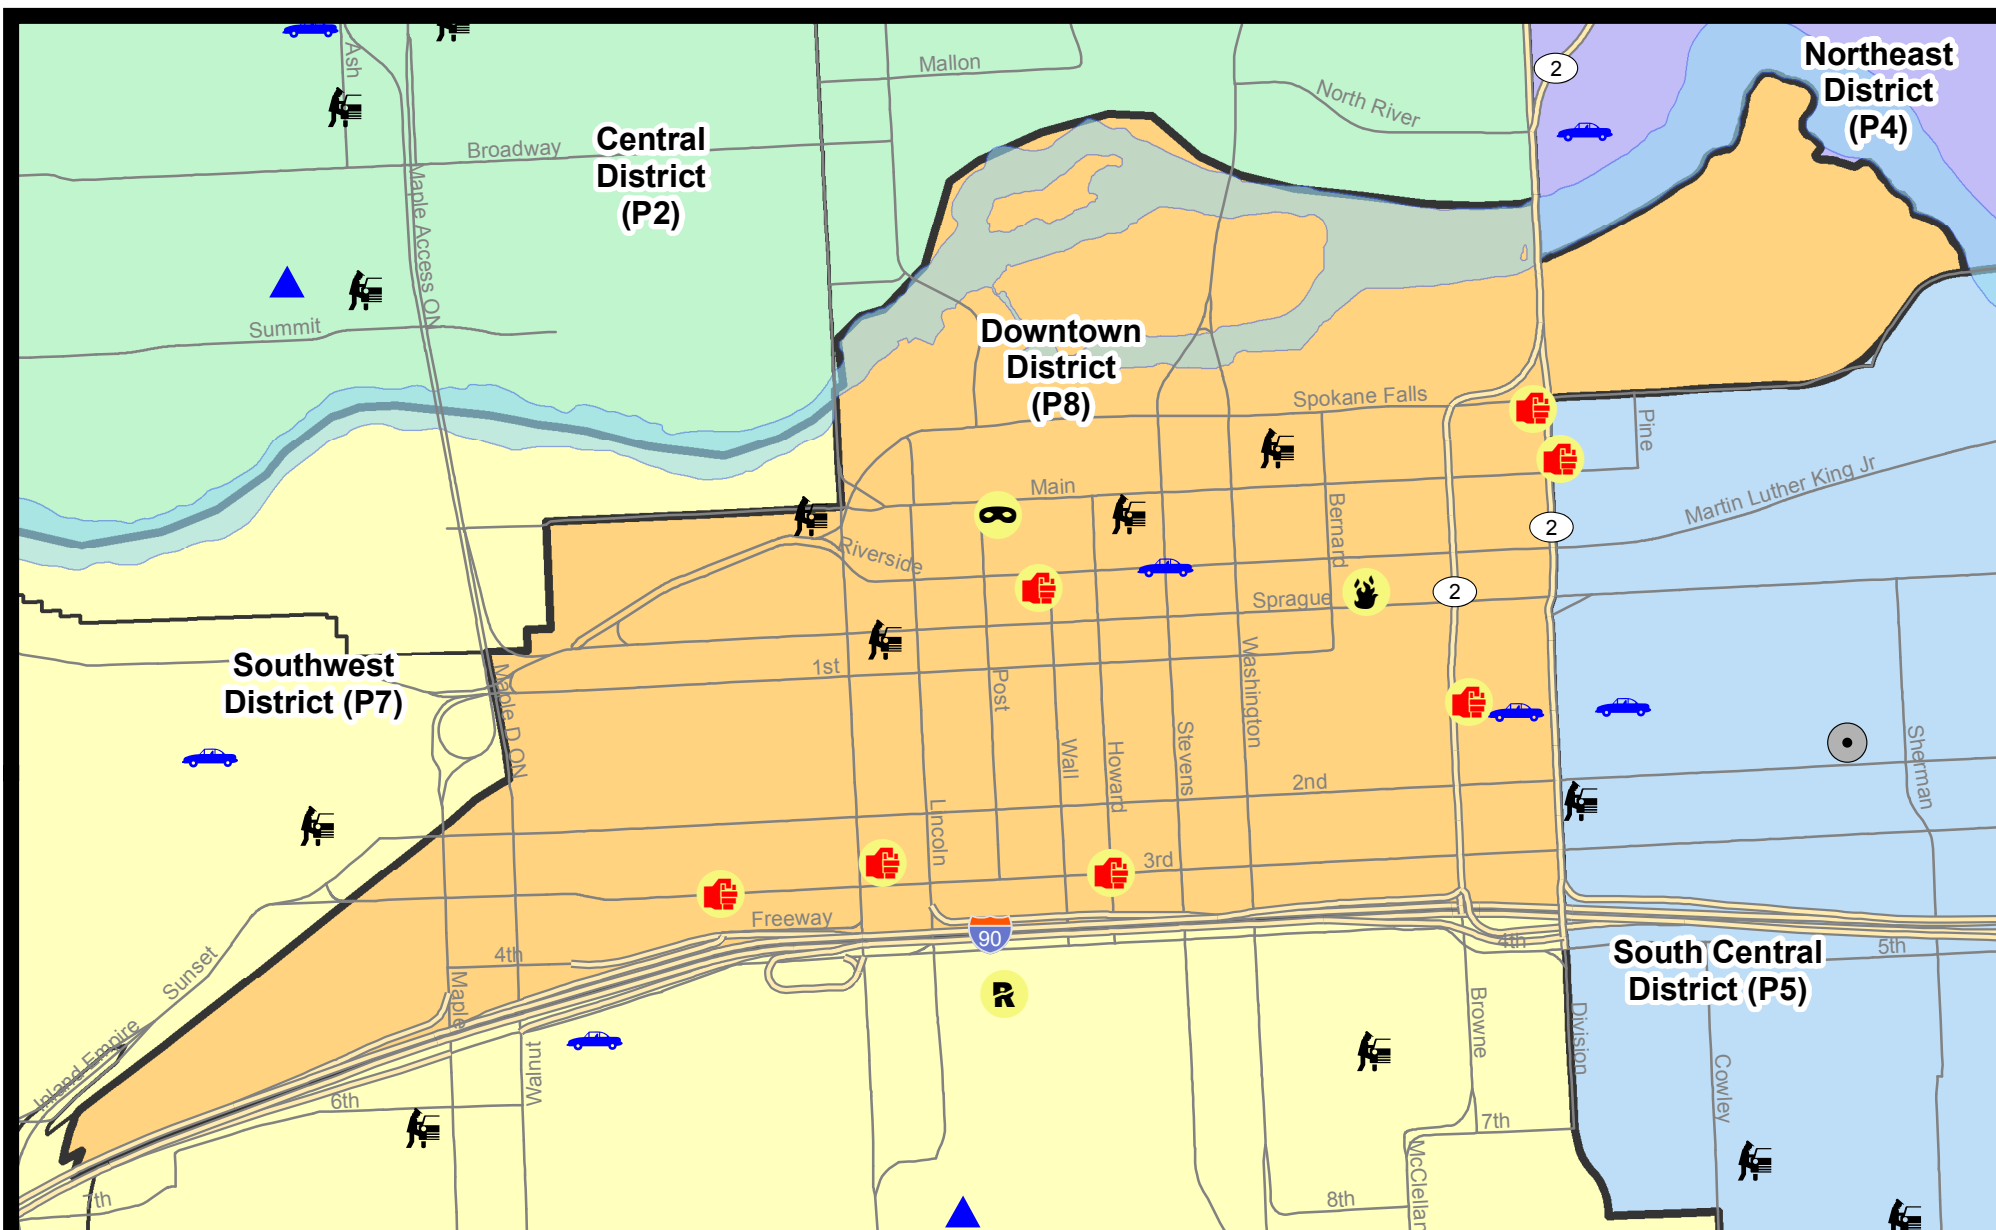 Northeast
District
(P4)
2
Mallon
North River
Ash
Central
District
(P2)
Broadway
Maple Access ON
Summit
Downtown
District
(P8)
Spokane Falls
Pine
Main
Bernard
Martin Luther King Jr
2
Riverside
2
Sprague
Southwest
District (P7)
1st
Maple D ON
Post
Washington
Wall
Howard
Stevens
Sherman
2nd
Lincoln
3rd
Freeway
90
4th
4th
South Central
District (P5)
5th
Sunset
Maple
R
Browne
Division
Inland Empire
Walnut
Cowley
6th
7th
McClellan
7th
8th